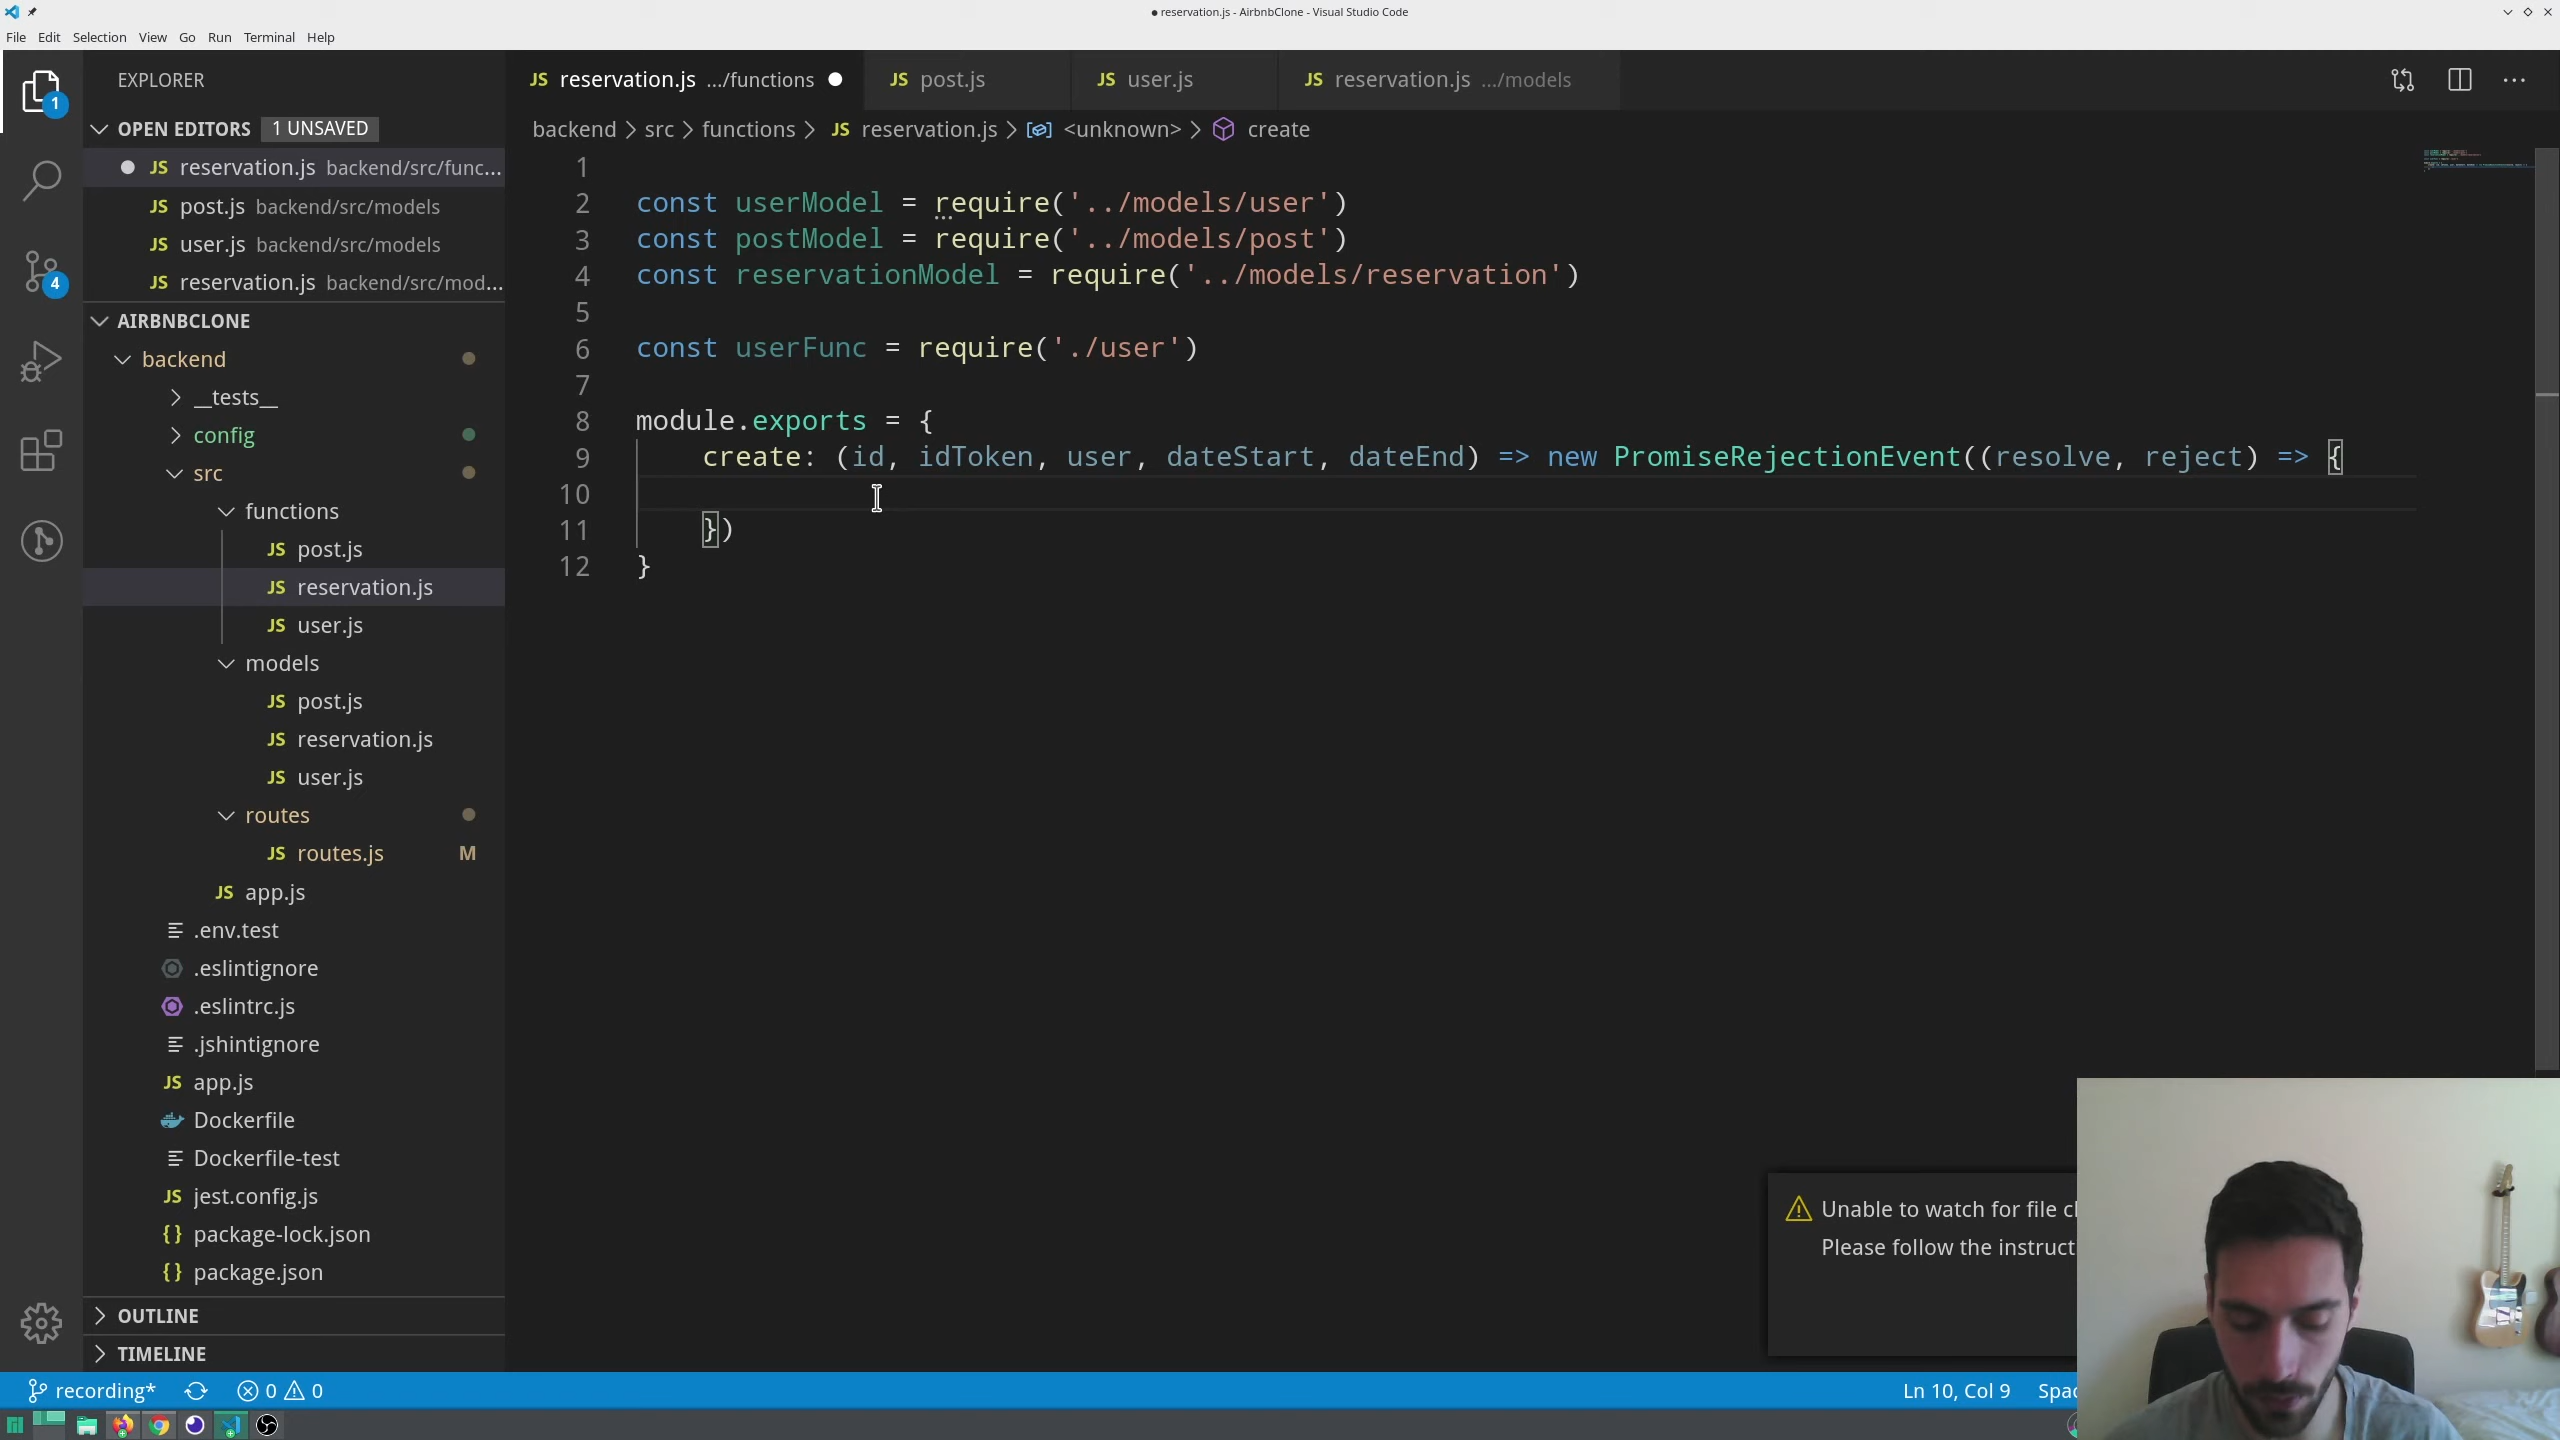 ● reservation.js - AirbnbClone - Visual Studio Code
File Edit Selection View Go Run Terminal Help
1
4
EXPLORER
OPEN EDITORS 1 UNSAVED
● JS reservation.js backend/src/func...
JS post.js backend/src/models
JS user.js backend/src/models
JS reservation.js backend/src/mod...
AIRBNBCLONE
backend
__tests__
config
src
functions
JS post.js
JS reservation.js
JS user.js
models
JS post.js
JS reservation.js
JS user.js
routes
JS routes.js M
JS app.js
.env.test
.eslintignore
.eslintrc.js
.jshintignore
JS app.js
Dockerfile
Dockerfile-test
JS jest.config.js
{} package-lock.json
{} package.json
OUTLINE
TIMELINE
JS reservation.js .../functions ● JS post.js JS user.js JS reservation.js .../models
backend > src > functions > JS reservation.js > <unknown> > create
1
2 const userModel = require('../models/user')
3 const postModel = require('../models/post')
4 const reservationModel = require('../models/reservation')
5
6 const userFunc = require('./user')
7
8 module.exports = {
9 create: (id, idToken, user, dateStart, dateEnd) => new PromiseRejectionEvent((resolve, reject) => {
10
11 })
12 }
Unable to watch for file
Please follow the
recording* 0 0 Ln 10, Col 9